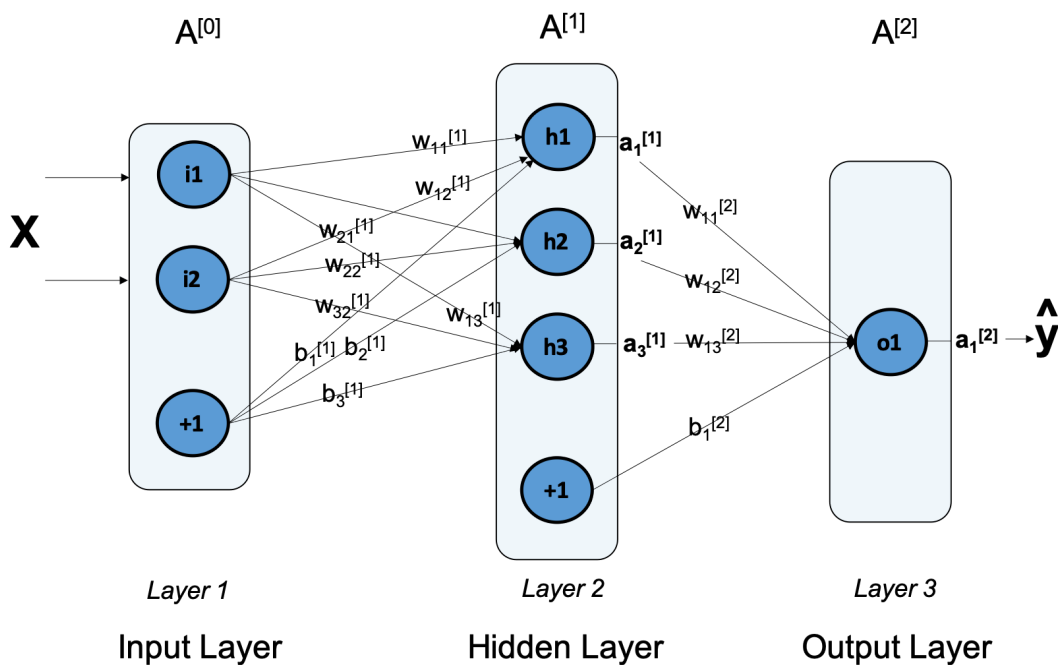 A[0]
A[1]
A[2]
X
i1
i2
+1
w11[1]
w12[1]
w21[1]
w22[1]
w32[1]
w13[1]
b1[1]
b2[1]
b3[1]
h1
h2
h3
+1
a1[1]
a2[1]
a3[1]
w11[2]
w12[2]
w13[2]
b1[2]
o1
a1[2]
ŷ
Layer 1
Layer 2
Layer 3
Input Layer
Hidden Layer
Output Layer